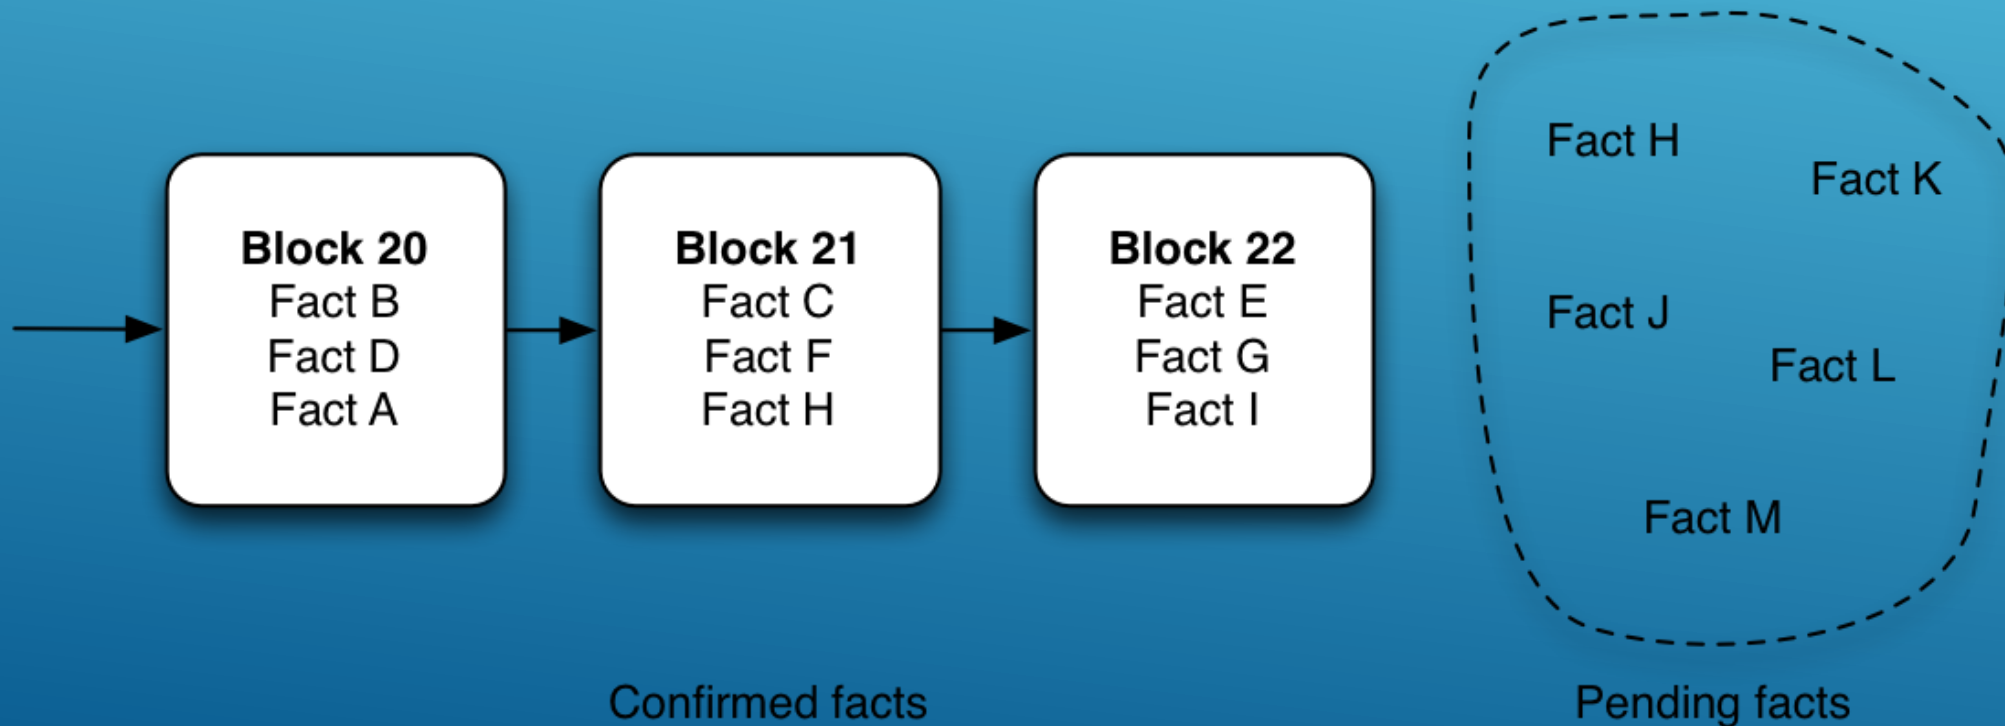 Block 20
Fact B
Fact D
Fact A
Block 21
Fact C
Fact F
Fact H
Block 22
Fact E
Fact G
Fact I
Fact H
Fact K
Fact J
Fact L
Fact M
Confirmed facts
Pending facts